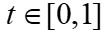 t ∈ [0,1]